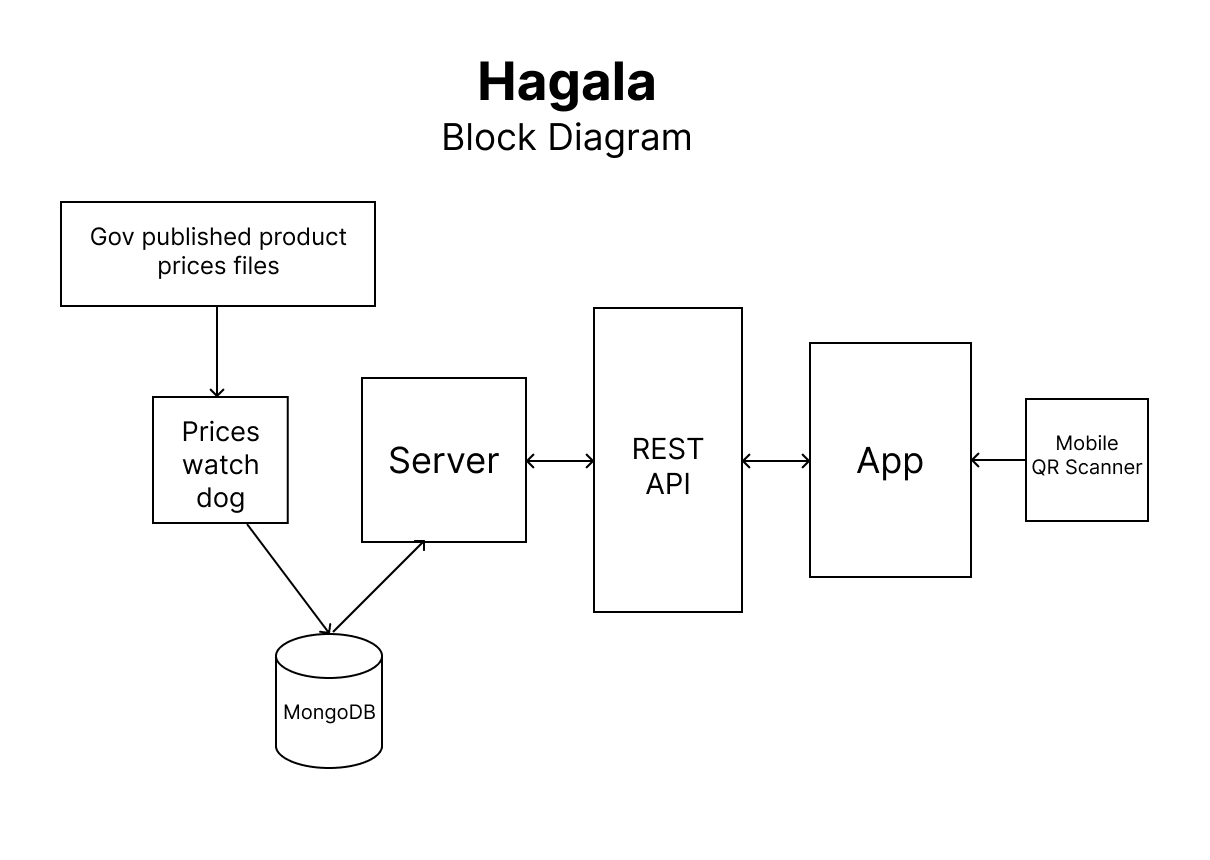 Hagala
Block Diagram
Gov published product
prices files
Prices
watch
dog
Server
REST
API
App
Mobile
QR Scanner
MongoDB